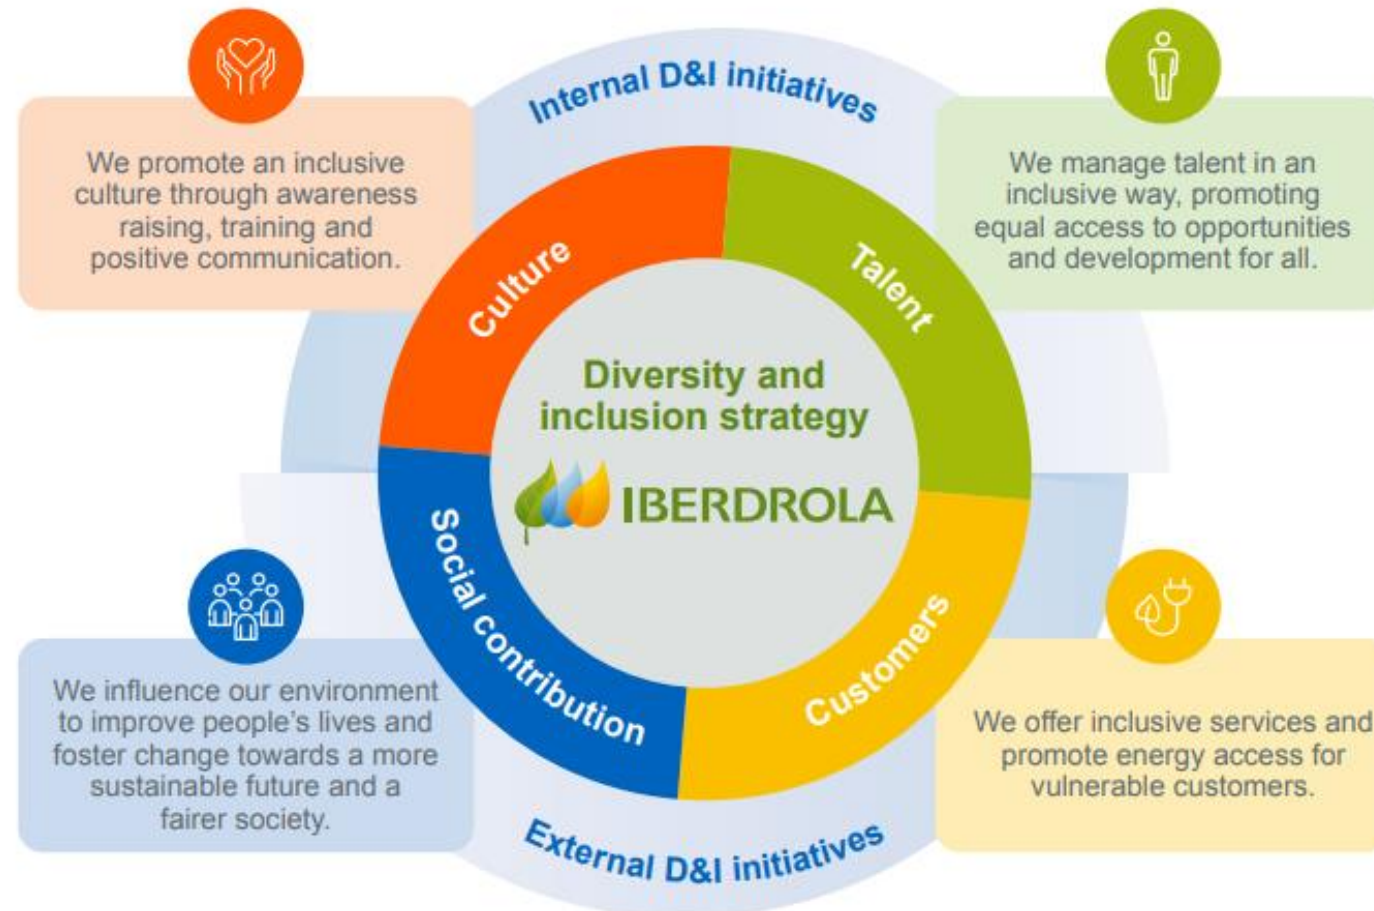 Internal D&I initiatives
We promote an inclusive
culture through awareness
raising, training and
positive communication.
We manage talent in an
inclusive way, promoting
equal access to opportunities
and development for all.
Culture
Talent
Diversity and
inclusion strategy
IBERDROLA
Social contribution
Customers
We influence our environment
to improve people's lives and
foster change towards a more
sustainable future and a
fairer society.
We offer inclusive services and
promote energy access for
vulnerable customers.
External D&I initiatives